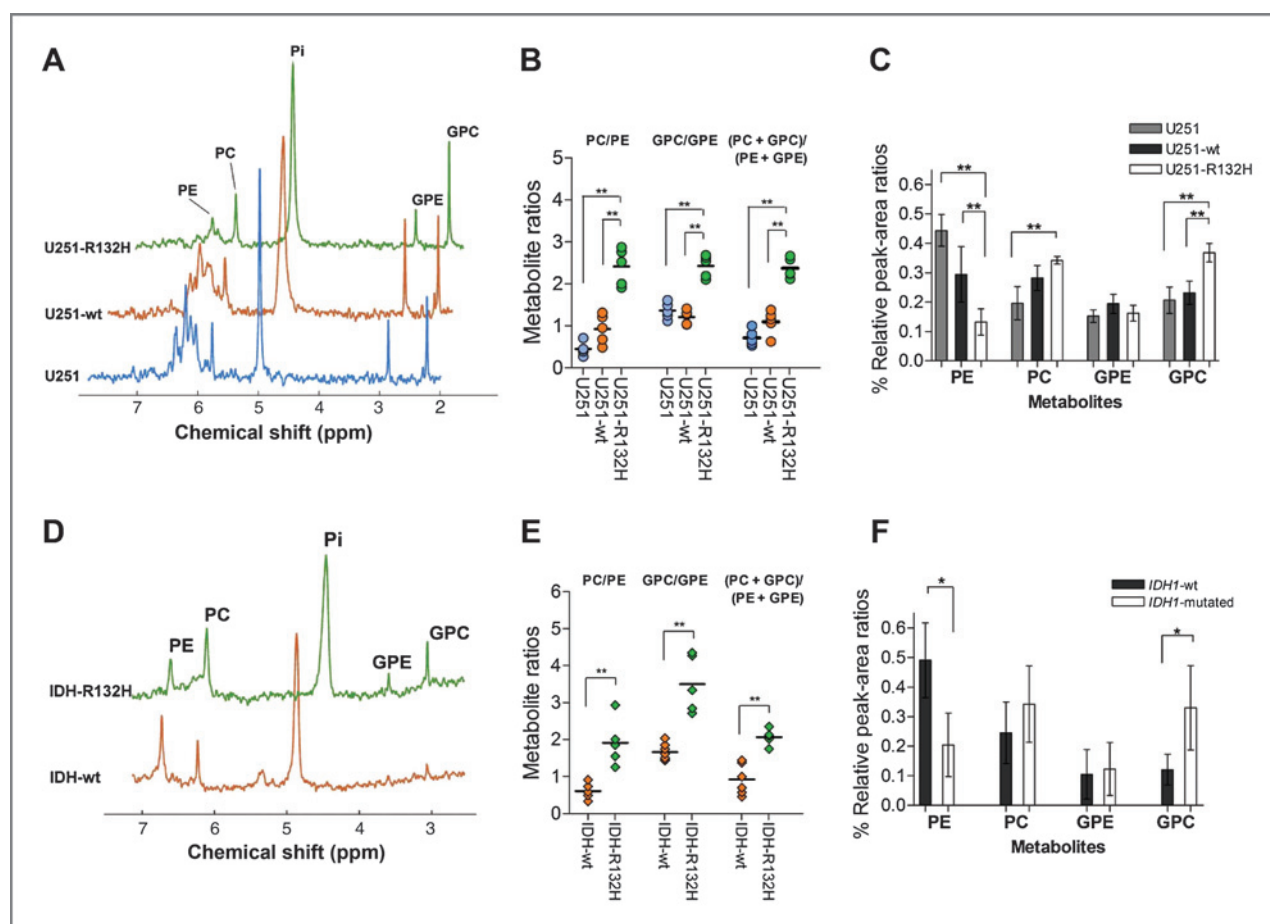 A
Pi
GPC
PC
PE
GPE
U251-R132H
U251-wt
U251
7 6 5 4 3 2
Chemical shift (ppm)
B
PC/PE GPC/GPE (PC + GPC)/
(PE + GPE)
** ** **
** ** **
Metabolite ratios
5
4
3
2
1
0
U251
U251-wt
U251-R132H
U251
U251-wt
U251-R132H
U251
U251-wt
U251-R132H
C
U251
U251-wt
U251-R132H
** ** **
** **
% Relative peak-area ratios
0.6
0.5
0.4
0.3
0.2
0.1
0.0
PE PC GPE GPC
Metabolites
D
Pi
PC
PE
GPC
GPE
IDH-R132H
IDH-wt
7 6 5 4 3
Chemical shift (ppm)
E
PC/PE GPC/GPE (PC + GPC)/
(PE + GPE)
** ** **
Metabolite ratios
6
5
4
3
2
1
0
IDH-wt
IDH-R132H
IDH-wt
IDH-R132H
IDH-wt
IDH-R132H
F
IDH1-wt
IDH1-mutated
* *
% Relative peak-area ratios
0.7
0.6
0.5
0.4
0.3
0.2
0.1
0.0
PE PC GPE GPC
Metabolites